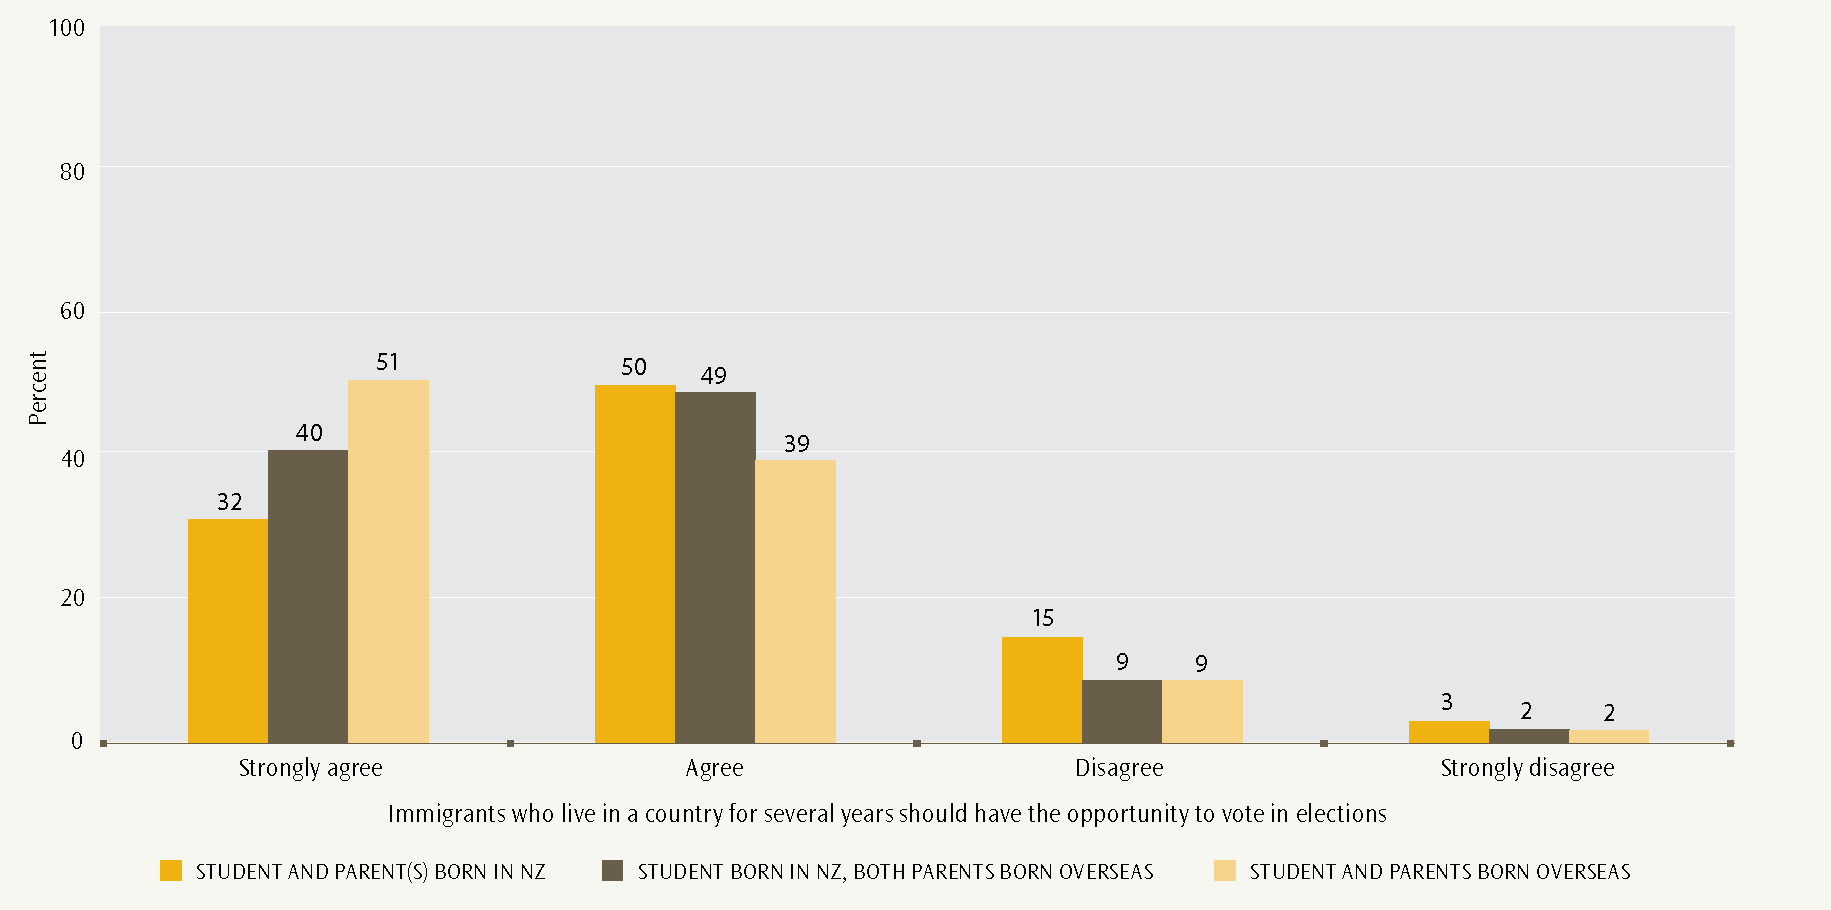 100
80
60
40
20
0
Percent
32
40
51
50
49
39
15
9
9
3
2
2
Strongly agree
Agree
Disagree
Strongly disagree
Immigrants who live in a country for several years should have the opportunity to vote in elections
STUDENT AND PARENT(S) BORN IN NZ
STUDENT BORN IN NZ, BOTH PARENTS BORN OVERSEAS
STUDENT AND PARENTS BORN OVERSEAS